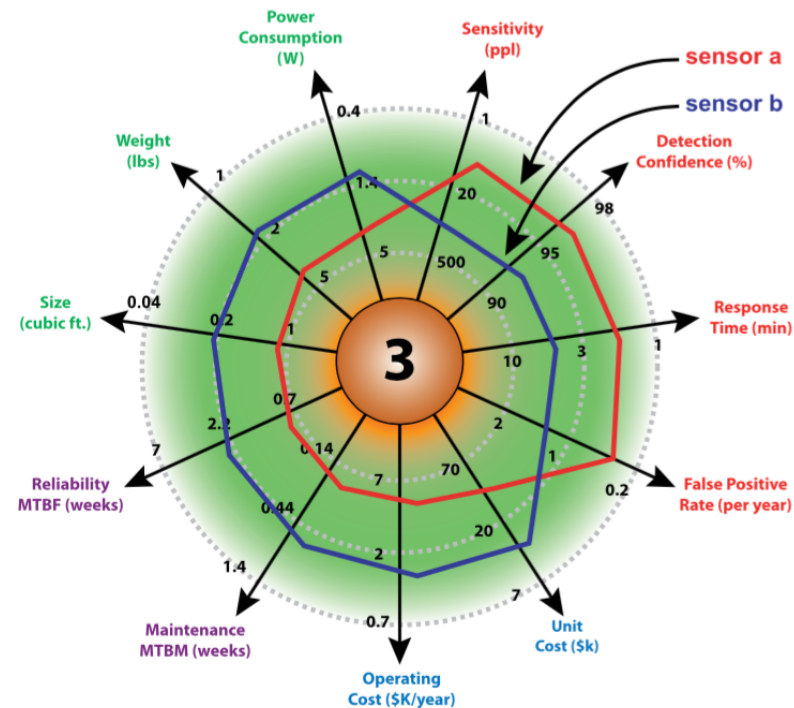 Power
Consumption
(W)
Sensitivity
(ppl)
sensor a
sensor b
Detection
Confidence (%)
Weight
(lbs)
0.4
1
1
98
1.4
20
2
95
5
500
5
90
Size
(cubic ft.)
0.04
0.2
1
3
10
3
1
Response
Time (min)
0.7
2
2.2
1
7
0.14
70
7
0.2
Reliability
MTBF (weeks)
False Positive
Rate (per year)
0.44
20
2
1.4
7
0.7
Maintenance
MTBM (weeks)
Unit
Cost ($k)
Operating
Cost ($K/year)